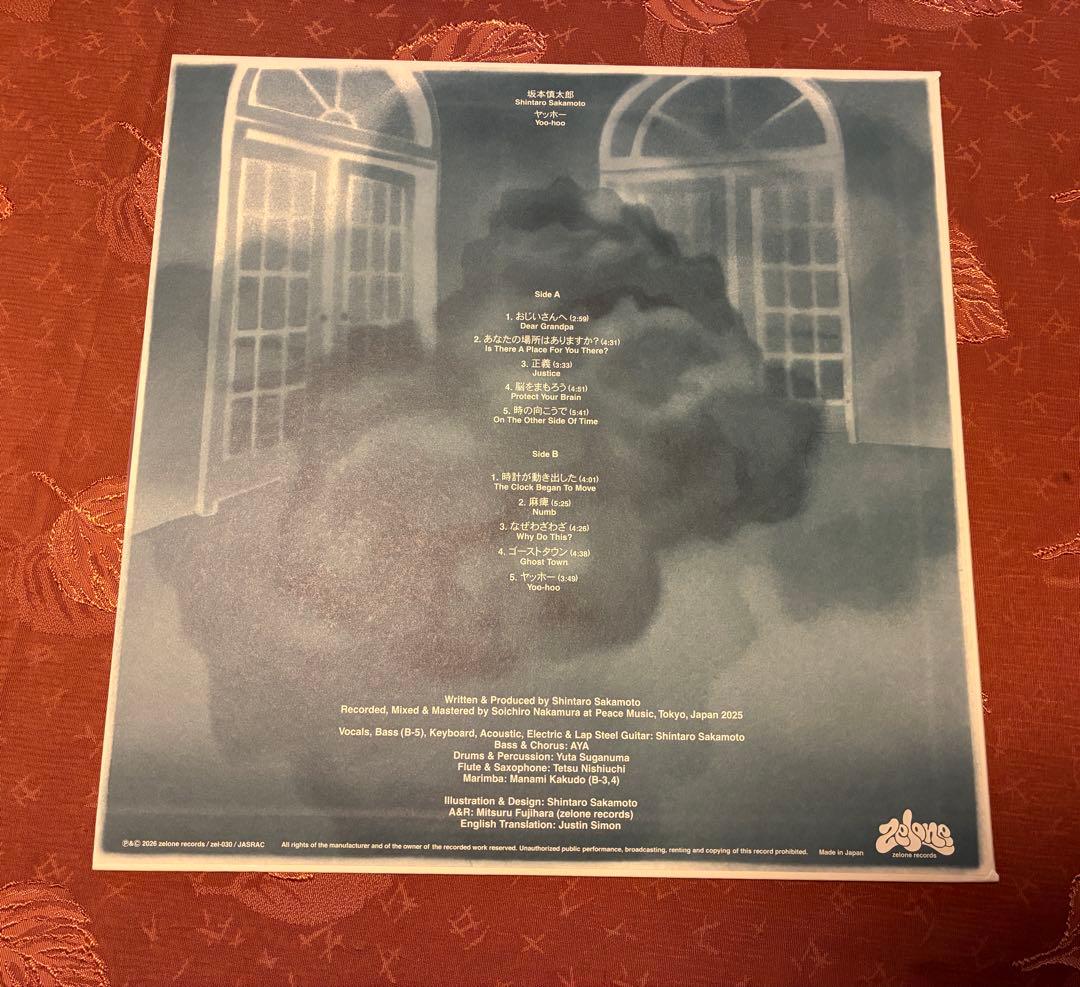 坂本慎太郎
Shintaro Sakamoto
ヤッホー
Yoo-hoo
Side A
1. おじいさんへ (2:59)
Dear Grandpa
2. あなたの場所はありますか? (4:31)
Is There A Place For You There?
3. 正義 (3:33)
Justice
4. 脳をまもろう (4:51)
Protect Your Brain
5. 時の向こうで (5:41)
On The Other Side Of Time
Side B
1. 時計が動き出した (4:01)
The Clock Began To Move
2. 麻痺 (5:25)
Numb
3. なぜわざわざ (4:26)
Why Do This?
4. ゴーストタウン (4:38)
Ghost Town
5. ヤッホー (3:49)
Yoo-hoo
Written & Produced by Shintaro Sakamoto
Recorded, Mixed & Mastered by Soichiro Nakamura at Peace Music, Tokyo, Japan 2025
Vocals, Bass (B-5), Keyboard, Acoustic, Electric & Lap Steel Guitar: Shintaro Sakamoto
Bass & Chorus: AYA
Drums & Percussion: Yuta Suganuma
Flute & Saxophone: Tetsu Nishiuchi
Marimba: Manami Kakudo (B-3,4)
Illustration & Design: Shintaro Sakamoto
A&R: Mitsuru Fujihara (zelone records)
English Translation: Justin Simon
℗&© 2026 zelone records / zel-030 / JASRAC All rights of the manufacturer and of the owner of the recorded work reserved. Unauthorized public performance, broadcasting, renting and copying of this record prohibited. Made in Japan
zelone
zelone records